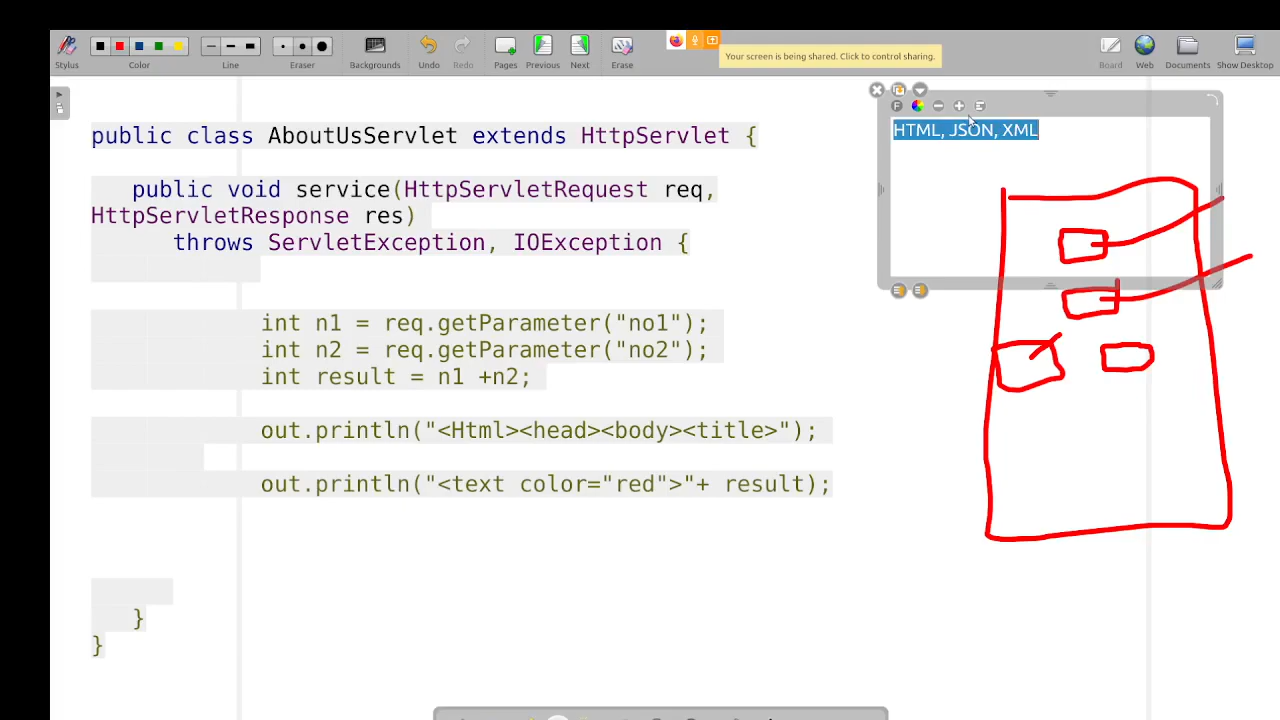 Stylus
Color
Line
Eraser
Backgrounds
Undo
Redo
Pages
Previous
Next
Erase
Your screen is being shared. Click to control sharing.
Board
Web
Documents
Show Desktop
F
HTML, JSON, XML
public class AboutUsServlet extends HttpServlet {
public void service(HttpServletRequest req,
HttpServletResponse res)
throws ServletException, IOException {
int n1 = req.getParameter("no1");
int n2 = req.getParameter("no2");
int result = n1 +n2;
out.println("<Html><head><body><title>");
out.println("<text color="red">"+ result);
}
}